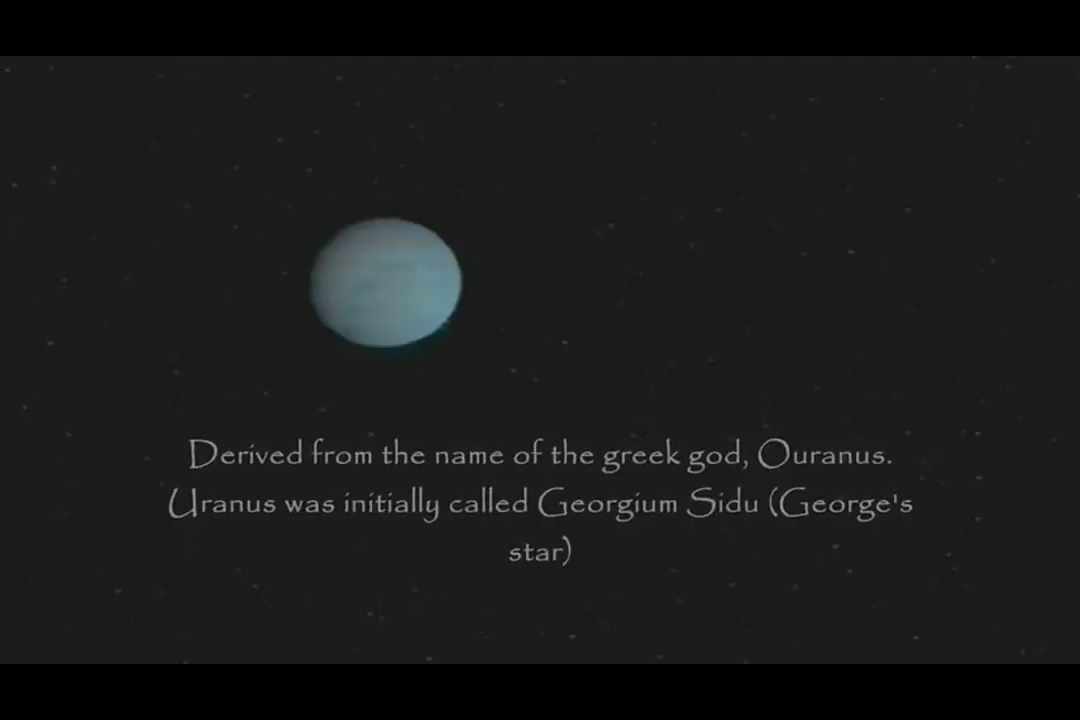 Derived from the name of the greek god, Ouranus.
Uranus was initially called Georgium Sidu (George's
star)